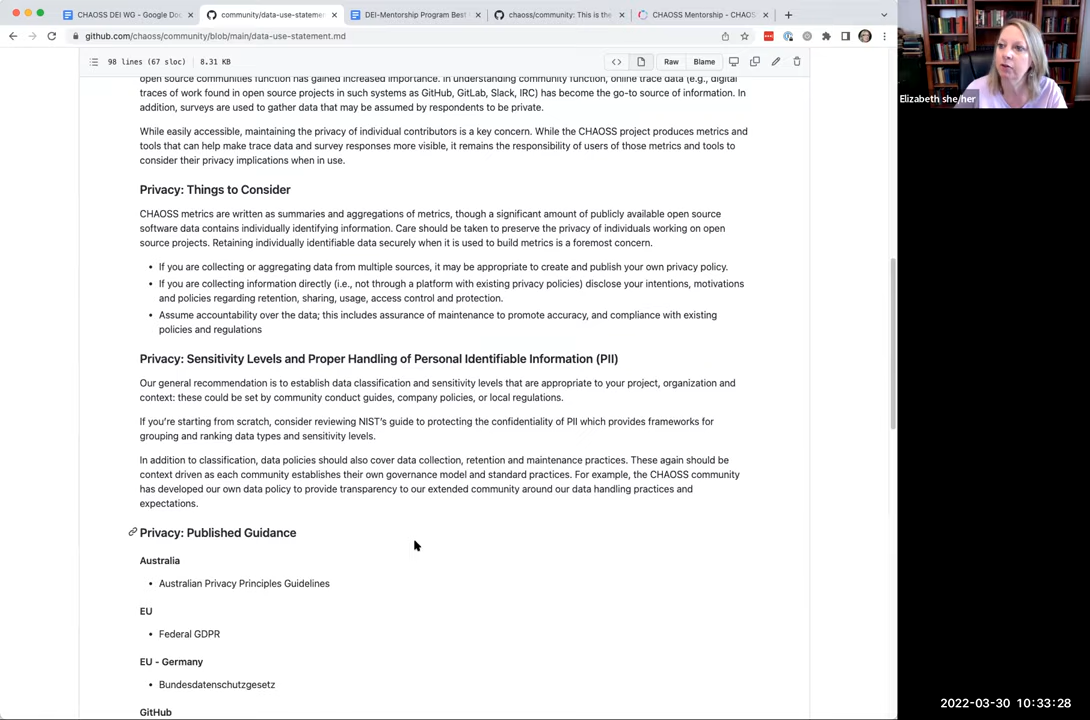 CHAOSS DEI WG - Google Doc
community/data-use-statemen
DEI-Mentorship Program Best
chaoss/community: This is the
CHAOSS Mentorship - CHAOS
github.com/chaoss/community/blob/main/data-use-statement.md
98 lines (67 sloc) 8.31 KB
Raw
Blame
Elizabeth she/her
open source communities function has gained increased importance. In understanding community function, online trace data (e.g., digital
traces of work found in open source projects in such systems as GitHub, GitLab, Slack, IRC) has become the go-to source of information. In
addition, surveys are used to gather data that may be assumed by respondents to be private.
While easily accessible, maintaining the privacy of individual contributors is a key concern. While the CHAOSS project produces metrics and
tools that can help make trace data and survey responses more visible, it remains the responsibility of users of those metrics and tools to
consider their privacy implications when in use.
Privacy: Things to Consider
CHAOSS metrics are written as summaries and aggregations of metrics, though a significant amount of publicly available open source
software data contains individually identifying information. Care should be taken to preserve the privacy of individuals working on open
source projects. Retaining individually identifiable data securely when it is used to build metrics is a foremost concern.
• If you are collecting or aggregating data from multiple sources, it may be appropriate to create and publish your own privacy policy.
• If you are collecting information directly (i.e., not through a platform with existing privacy policies) disclose your intentions, motivations
and policies regarding retention, sharing, usage, access control and protection.
• Assume accountability over the data; this includes assurance of maintenance to promote accuracy, and compliance with existing
policies and regulations
Privacy: Sensitivity Levels and Proper Handling of Personal Identifiable Information (PII)
Our general recommendation is to establish data classification and sensitivity levels that are appropriate to your project, organization and
context: these could be set by community conduct guides, company policies, or local regulations.
If you're starting from scratch, consider reviewing NIST's guide to protecting the confidentiality of PII which provides frameworks for
grouping and ranking data types and sensitivity levels.
In addition to classification, data policies should also cover data collection, retention and maintenance practices. These again should be
context driven as each community establishes their own governance model and standard practices. For example, the CHAOSS community
has developed our own data policy to provide transparency to our extended community around our data handling practices and
expectations.
Privacy: Published Guidance
Australia
• Australian Privacy Principles Guidelines
EU
• Federal GDPR
EU - Germany
• Bundesdatenschutzgesetz
GitHub
2022-03-30 10:33:28